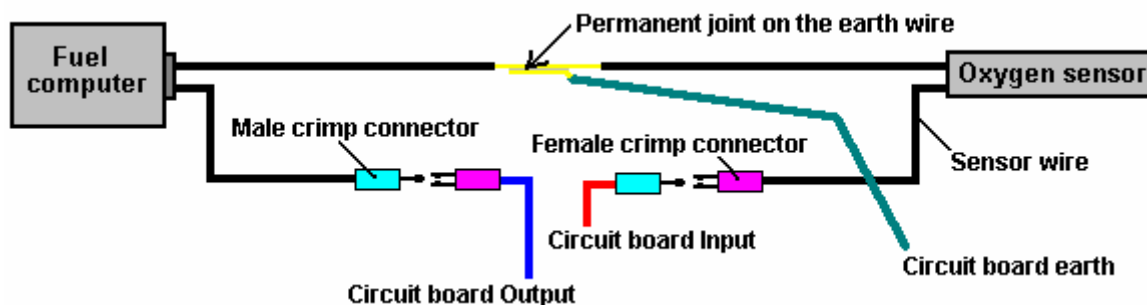 Permanent joint on the earth wire
Fuel
computer
Oxygen sensor
Male crimp connector
Female crimp connector
Sensor wire
Circuit board Input
Circuit board earth
Circuit board Output